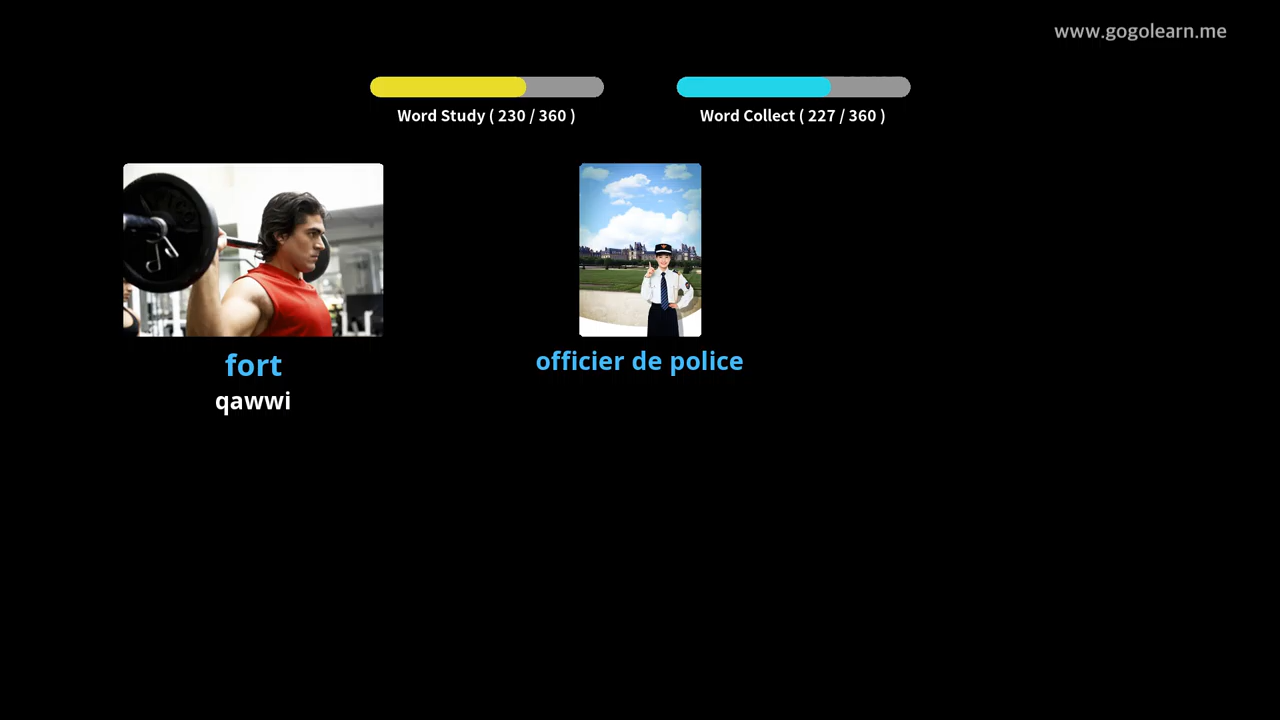 www.gogolearn.me
Word Study ( 230 / 360 )
Word Collect ( 227 / 360 )
fort
qawwi
officier de police